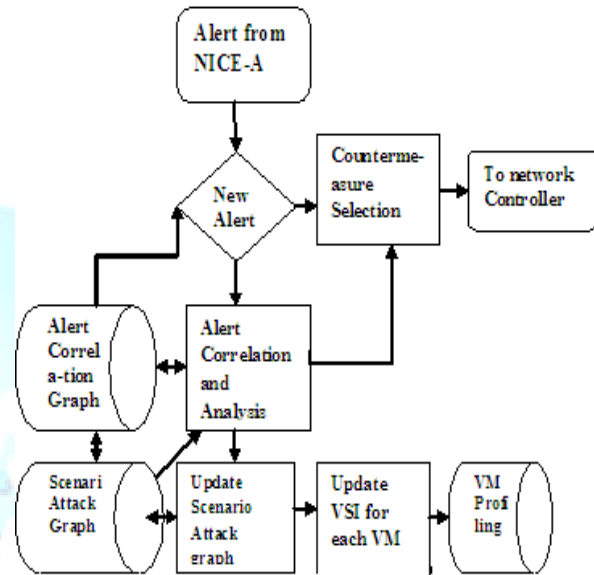 Alert from
NICE-A
New
Alert
Counterme-
asure
Selection
To network
Controller
Alert
Correl
a-tion
Graph
Alert
Correlation
and
Analysis
Scenari
Attack
Graph
Update
Scenario
Attack
graph
Update
VSI for
each VM
VM
Profi
ling